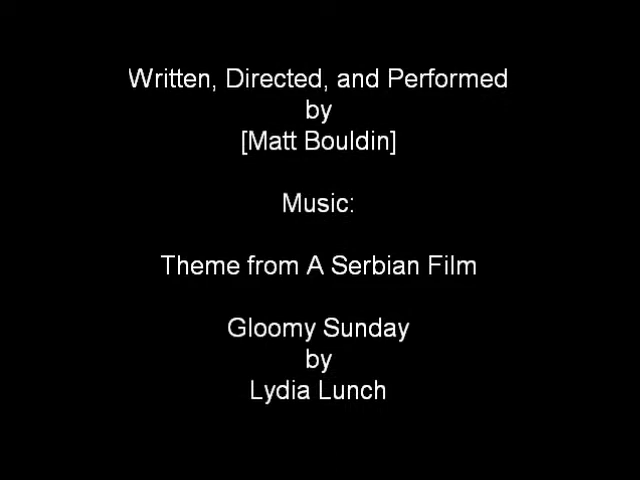 Written, Directed, and Performed
by
[Matt Bouldin]
Music:
Theme from A Serbian Film
Gloomy Sunday
by
Lydia Lunch